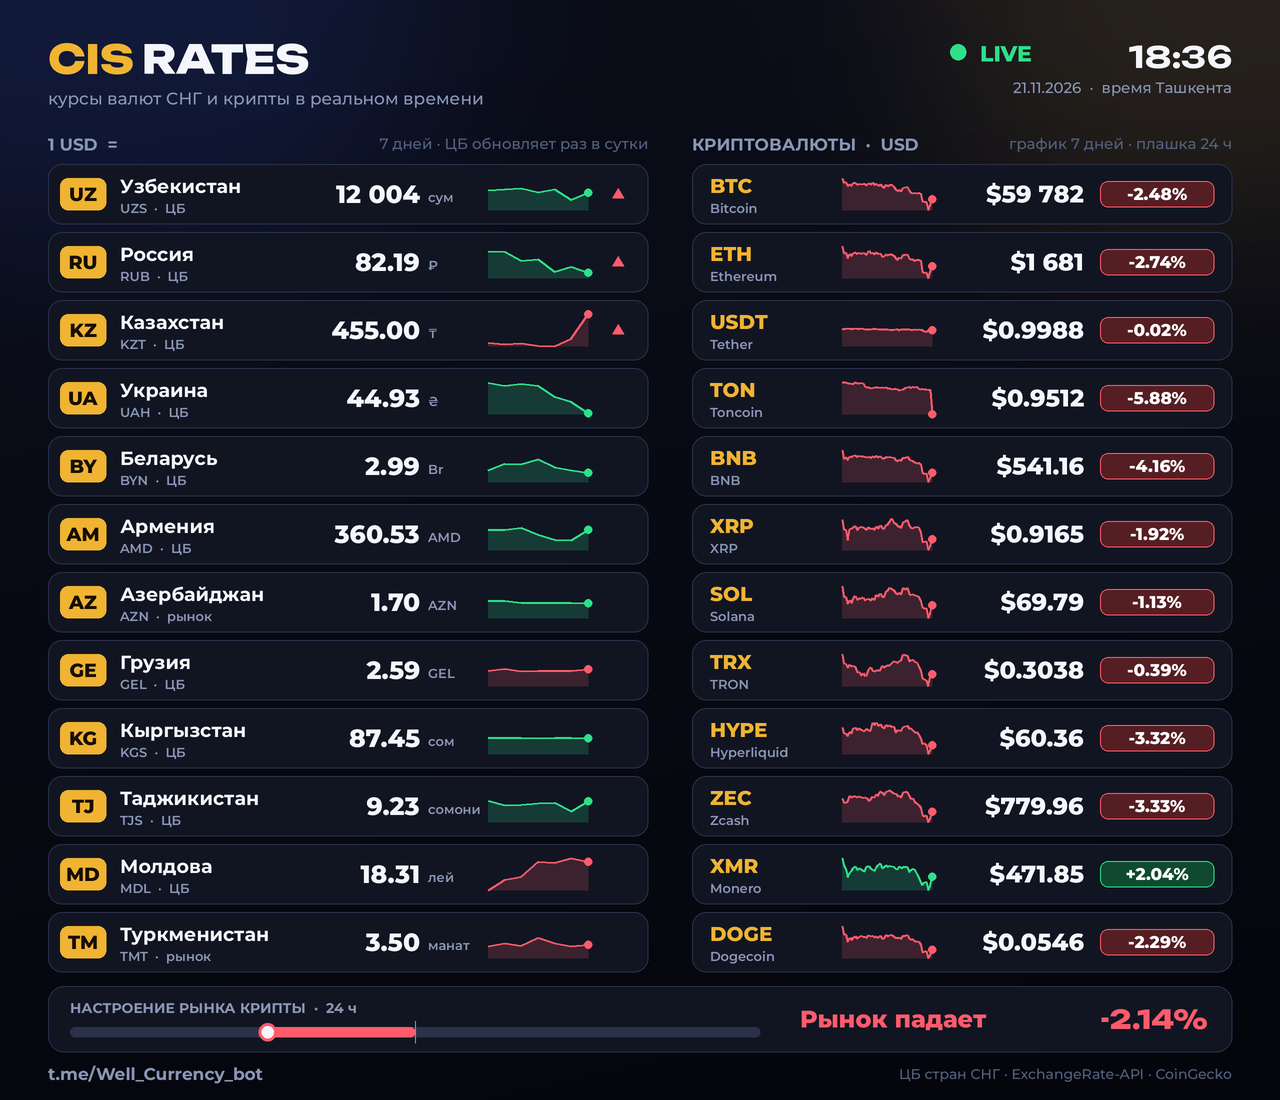 CIS RATES
курсы валют СНГ и крипты в реальном времени
LIVE 18:36
21.11.2026 · время Ташкента
1 USD = 7 дней · ЦБ обновляет раз в сутки
UZ Узбекистан 12 004 сум
UZS · ЦБ
RU Россия 82.19 ₽
RUB · ЦБ
KZ Казахстан 455.00 ₸
KZT · ЦБ
UA Украина 44.93 ₴
UAH · ЦБ
BY Беларусь 2.99 Br
BYN · ЦБ
AM Армения 360.53 AMD
AMD · ЦБ
AZ Азербайджан 1.70 AZN
AZN · рынок
GE Грузия 2.59 GEL
GEL · ЦБ
KG Кыргызстан 87.45 сом
KGS · ЦБ
TJ Таджикистан 9.23 сомони
TJS · ЦБ
MD Молдова 18.31 лей
MDL · ЦБ
TM Туркменистан 3.50 манат
TMT · рынок
КРИПТОВАЛЮТЫ · USD график 7 дней · плашка 24 ч
BTC $59 782 -2.48%
Bitcoin
ETH $1 681 -2.74%
Ethereum
USDT $0.9988 -0.02%
Tether
TON $0.9512 -5.88%
Toncoin
BNB $541.16 -4.16%
BNB
XRP $0.9165 -1.92%
XRP
SOL $69.79 -1.13%
Solana
TRX $0.3038 -0.39%
TRON
HYPE $60.36 -3.32%
Hyperliquid
ZEC $779.96 -3.33%
Zcash
XMR $471.85 +2.04%
Monero
DOGE $0.0546 -2.29%
Dogecoin
НАСТРОЕНИЕ РЫНКА КРИПТЫ · 24 ч
Рынок падает -2.14%
t.me/Well_Currency_bot
ЦБ стран СНГ · ExchangeRate-API · CoinGecko